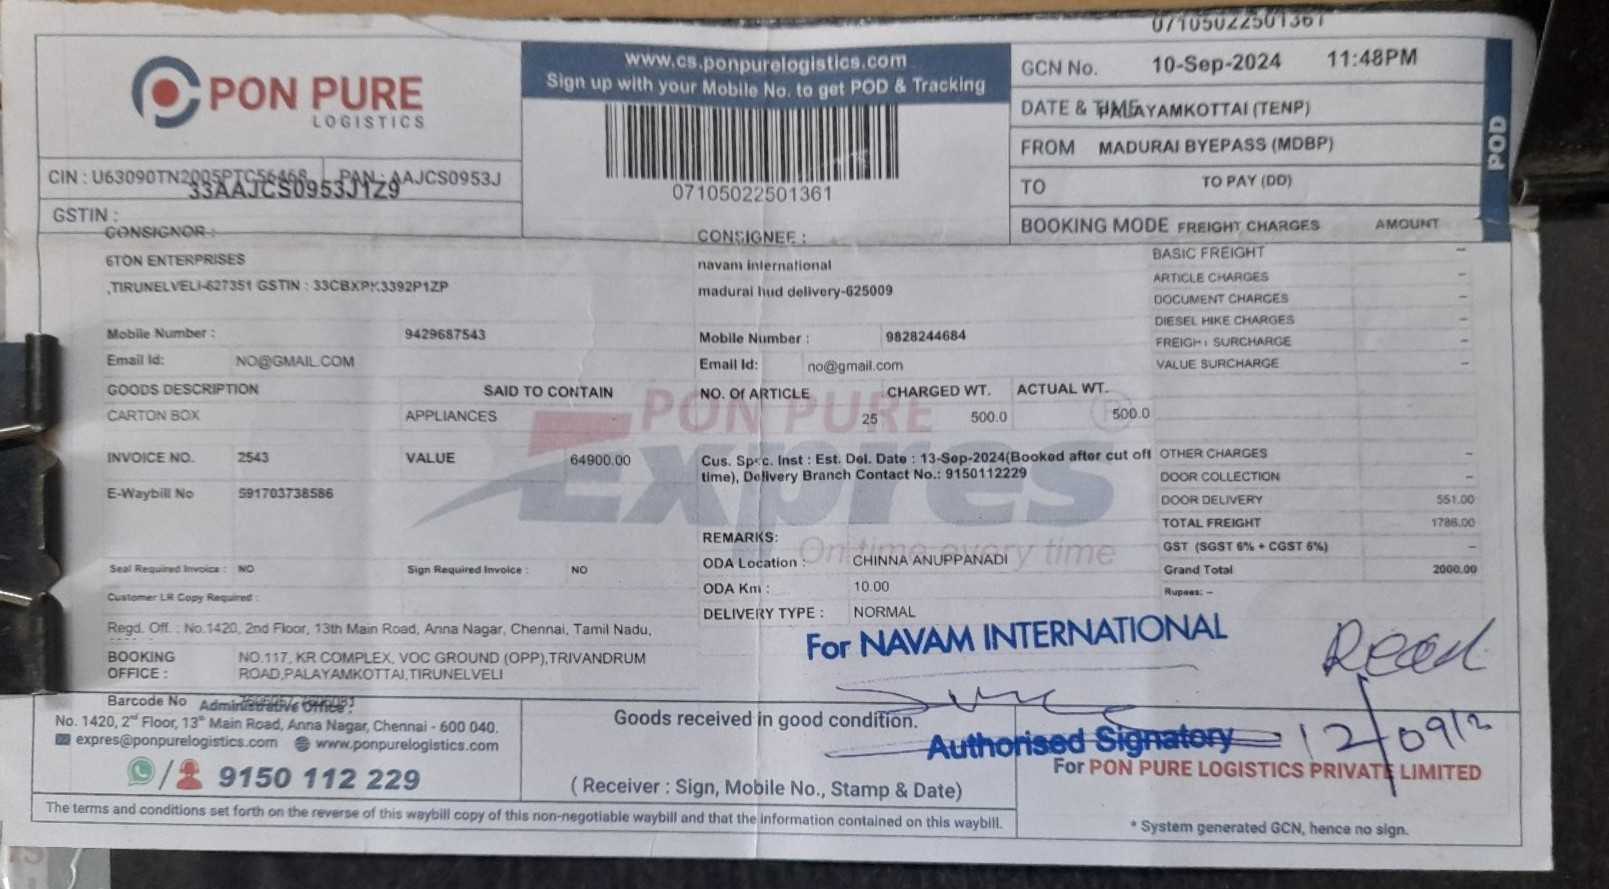 07105022501361
PON PURE
LOGISTICS
www.cs.ponpurelogistics.com
Sign up with your Mobile No. to get POD & Tracking
07105022501361
GCN No. 10-Sep-2024 11:48PM
DATE & TIME PALAYAMKOTTAI (TENP)
FROM MADURAI BYEPASS (MDBP)
TO TO PAY (DD)
BOOKING MODE FREIGHT CHARGES AMOUNT
POD
CIN : U63090TN2005PTC56468 PAN : AAJCS0953J
33AAJCS0953J1Z9
GSTIN :
CONSIGNOR :
6TON ENTERPRISES
,TIRUNELVELI-627351 GSTIN : 33CBXPK3392P1ZP
Mobile Number : 9429687543
Email Id: NO@GMAIL.COM
CONSIGNEE :
navam international
madurai hud delivery-625009
Mobile Number : 9828244684
Email Id: no@gmail.com
BASIC FREIGHT --
ARTICLE CHARGES --
DOCUMENT CHARGES --
DIESEL HIKE CHARGES --
FREIGHT SURCHARGE --
VALUE SURCHARGE --
GOODS DESCRIPTION SAID TO CONTAIN NO. Of ARTICLE CHARGED WT. ACTUAL WT.
CARTON BOX APPLIANCES 25 500.0 500.0
PON PURE
Expres
On time every time
INVOICE NO. 2543 VALUE 64900.00
E-Waybill No 591703738586
Cus. Spec. Inst : Est. Del. Date : 13-Sep-2024(Booked after cut off
time), Delivery Branch Contact No.: 9150112229
OTHER CHARGES --
DOOR COLLECTION --
DOOR DELIVERY 551.00
TOTAL FREIGHT 1786.00
GST (SGST 6% + CGST 6%) --
Grand Total 2000.00
Rupees: --
REMARKS:
ODA Location : CHINNA ANUPPANADI
ODA Km : 10.00
DELIVERY TYPE : NORMAL
Seal Required Invoice : NO Sign Required Invoice : NO
Customer LR Copy Required :
Regd. Off. : No.1420, 2nd Floor, 13th Main Road, Anna Nagar, Chennai, Tamil Nadu,
BOOKING OFFICE : NO.117, KR COMPLEX, VOC GROUND (OPP),TRIVANDRUM
ROAD,PALAYAMKOTTAI,TIRUNELVELI
Barcode No
Administrative Office :
No. 1420, 2nd Floor, 13th Main Road, Anna Nagar, Chennai - 600 040.
expres@ponpurelogistics.com www.ponpurelogistics.com
9150 112 229
For NAVAM INTERNATIONAL
Authorised Signatory
Goods received in good condition.
( Receiver : Sign, Mobile No., Stamp & Date)
12/09/2
For PON PURE LOGISTICS PRIVATE LIMITED
The terms and conditions set forth on the reverse of this waybill copy of this non-negotiable waybill and that the information contained on this waybill.
* System generated GCN, hence no sign.